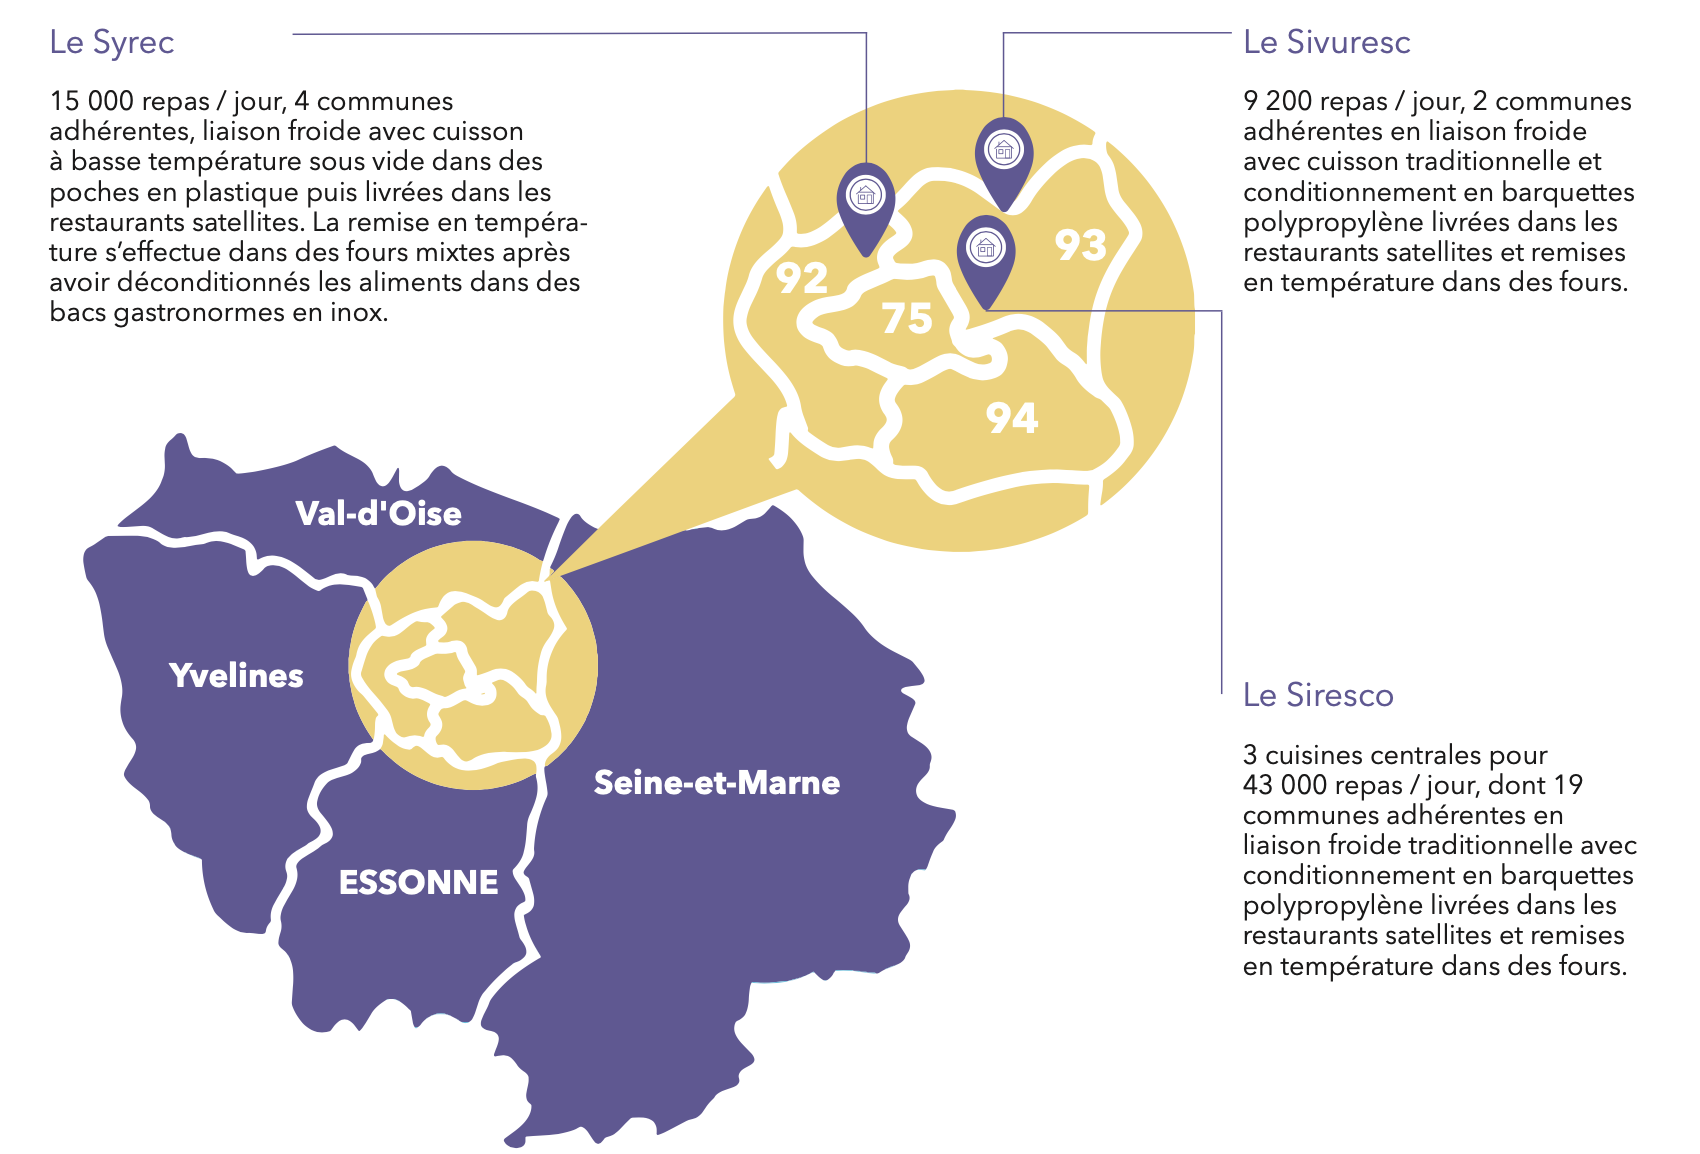 Le Syrec
15 000 repas / jour, 4 communes
adhérentes, liaison froide avec cuisson
à basse température sous vide dans des
poches en plastique puis livrées dans les
restaurants satellites. La remise en tempéra-
ture s’effectue dans des fours mixtes après
avoir déconditionnés les aliments dans des
bacs gastronormes en inox.
Le Sivuresc
9 200 repas / jour, 2 communes
adhérentes en liaison froide
avec cuisson traditionnelle et
conditionnement en barquettes
polypropylène livrées dans les
restaurants satellites et remises
en température dans des fours.
92
93
75
94
Val-d'Oise
Yvelines
Seine-et-Marne
ESSONNE
Le Siresco
3 cuisines centrales pour
43 000 repas / jour, dont 19
communes adhérentes en
liaison froide traditionnelle avec
conditionnement en barquettes
polypropylène livrées dans les
restaurants satellites et remises
en température dans des fours.